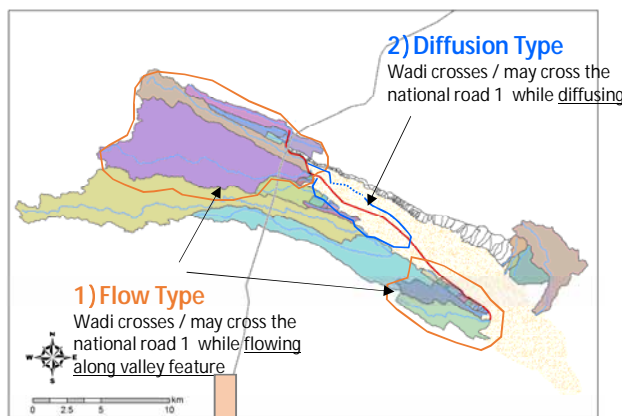 2) Diffusion Type
Wadi crosses / may cross the
national road 1 while diffusing
1) Flow Type
Wadi crosses / may cross the
national road 1 while flowing
along valley feature
N
W E
S
km
0 2.5 5 10